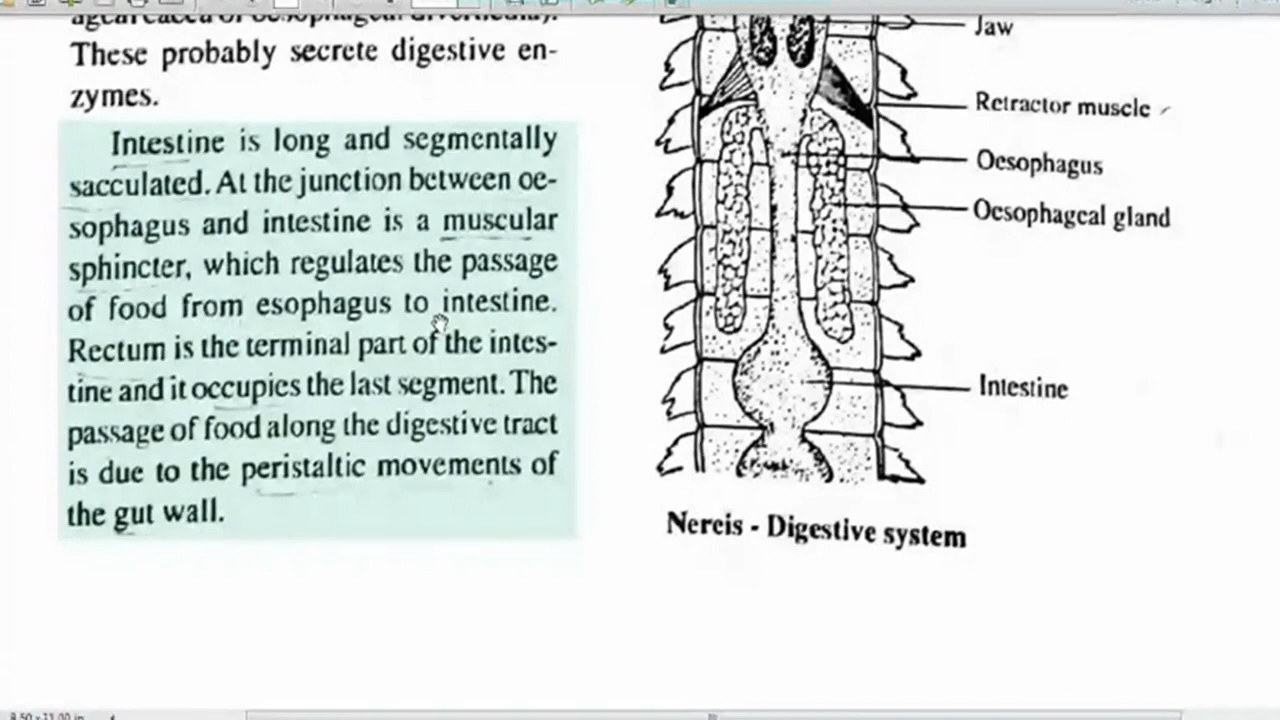 These probably secrete digestive en-
zymes.
Intestine is long and segmentally
sacculated. At the junction between oe-
sophagus and intestine is a muscular
sphincter, which regulates the passage
of food from esophagus to intestine.
Rectum is the terminal part of the intes-
tine and it occupies the last segment. The
passage of food along the digestive tract
is due to the peristaltic movements of
the gut wall.
Jaw
Retractor muscle
Oesophagus
Oesophageal gland
Intestine
Nereis - Digestive system